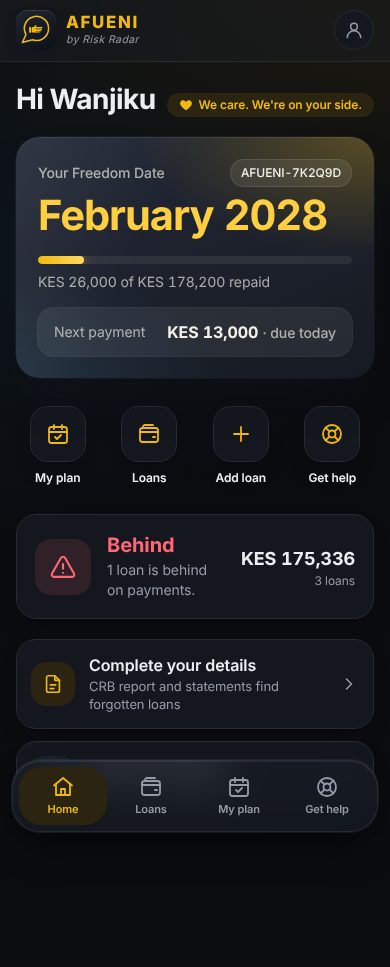 AFUENI
by Risk Radar
Hi Wanjiku
We care. We're on your side.
Your Freedom Date
AFUENI-7K2Q9D
February 2028
KES 26,000 of KES 178,200 repaid
Next payment
KES 13,000 · due today
My plan
Loans
Add loan
Get help
Behind
1 loan is behind
on payments.
KES 175,336
3 loans
Complete your details
CRB report and statements find
forgotten loans
Home
Loans
My plan
Get help